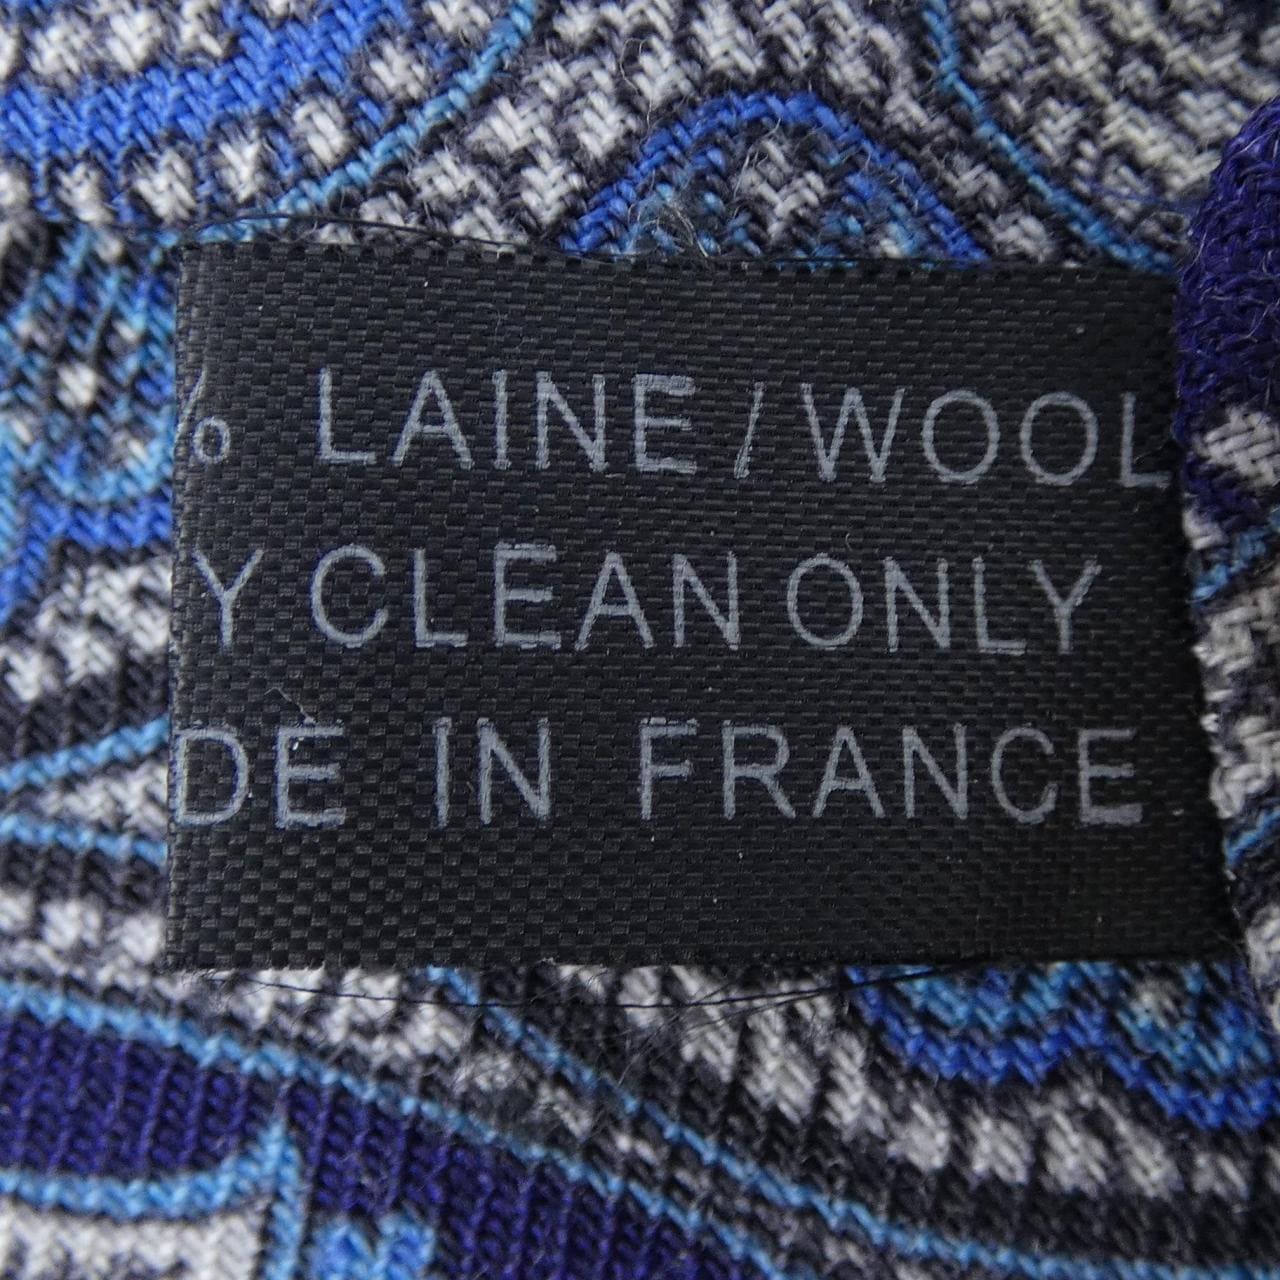 % LAINE / WOOL
Y CLEAN ONLY
DE IN FRANCE